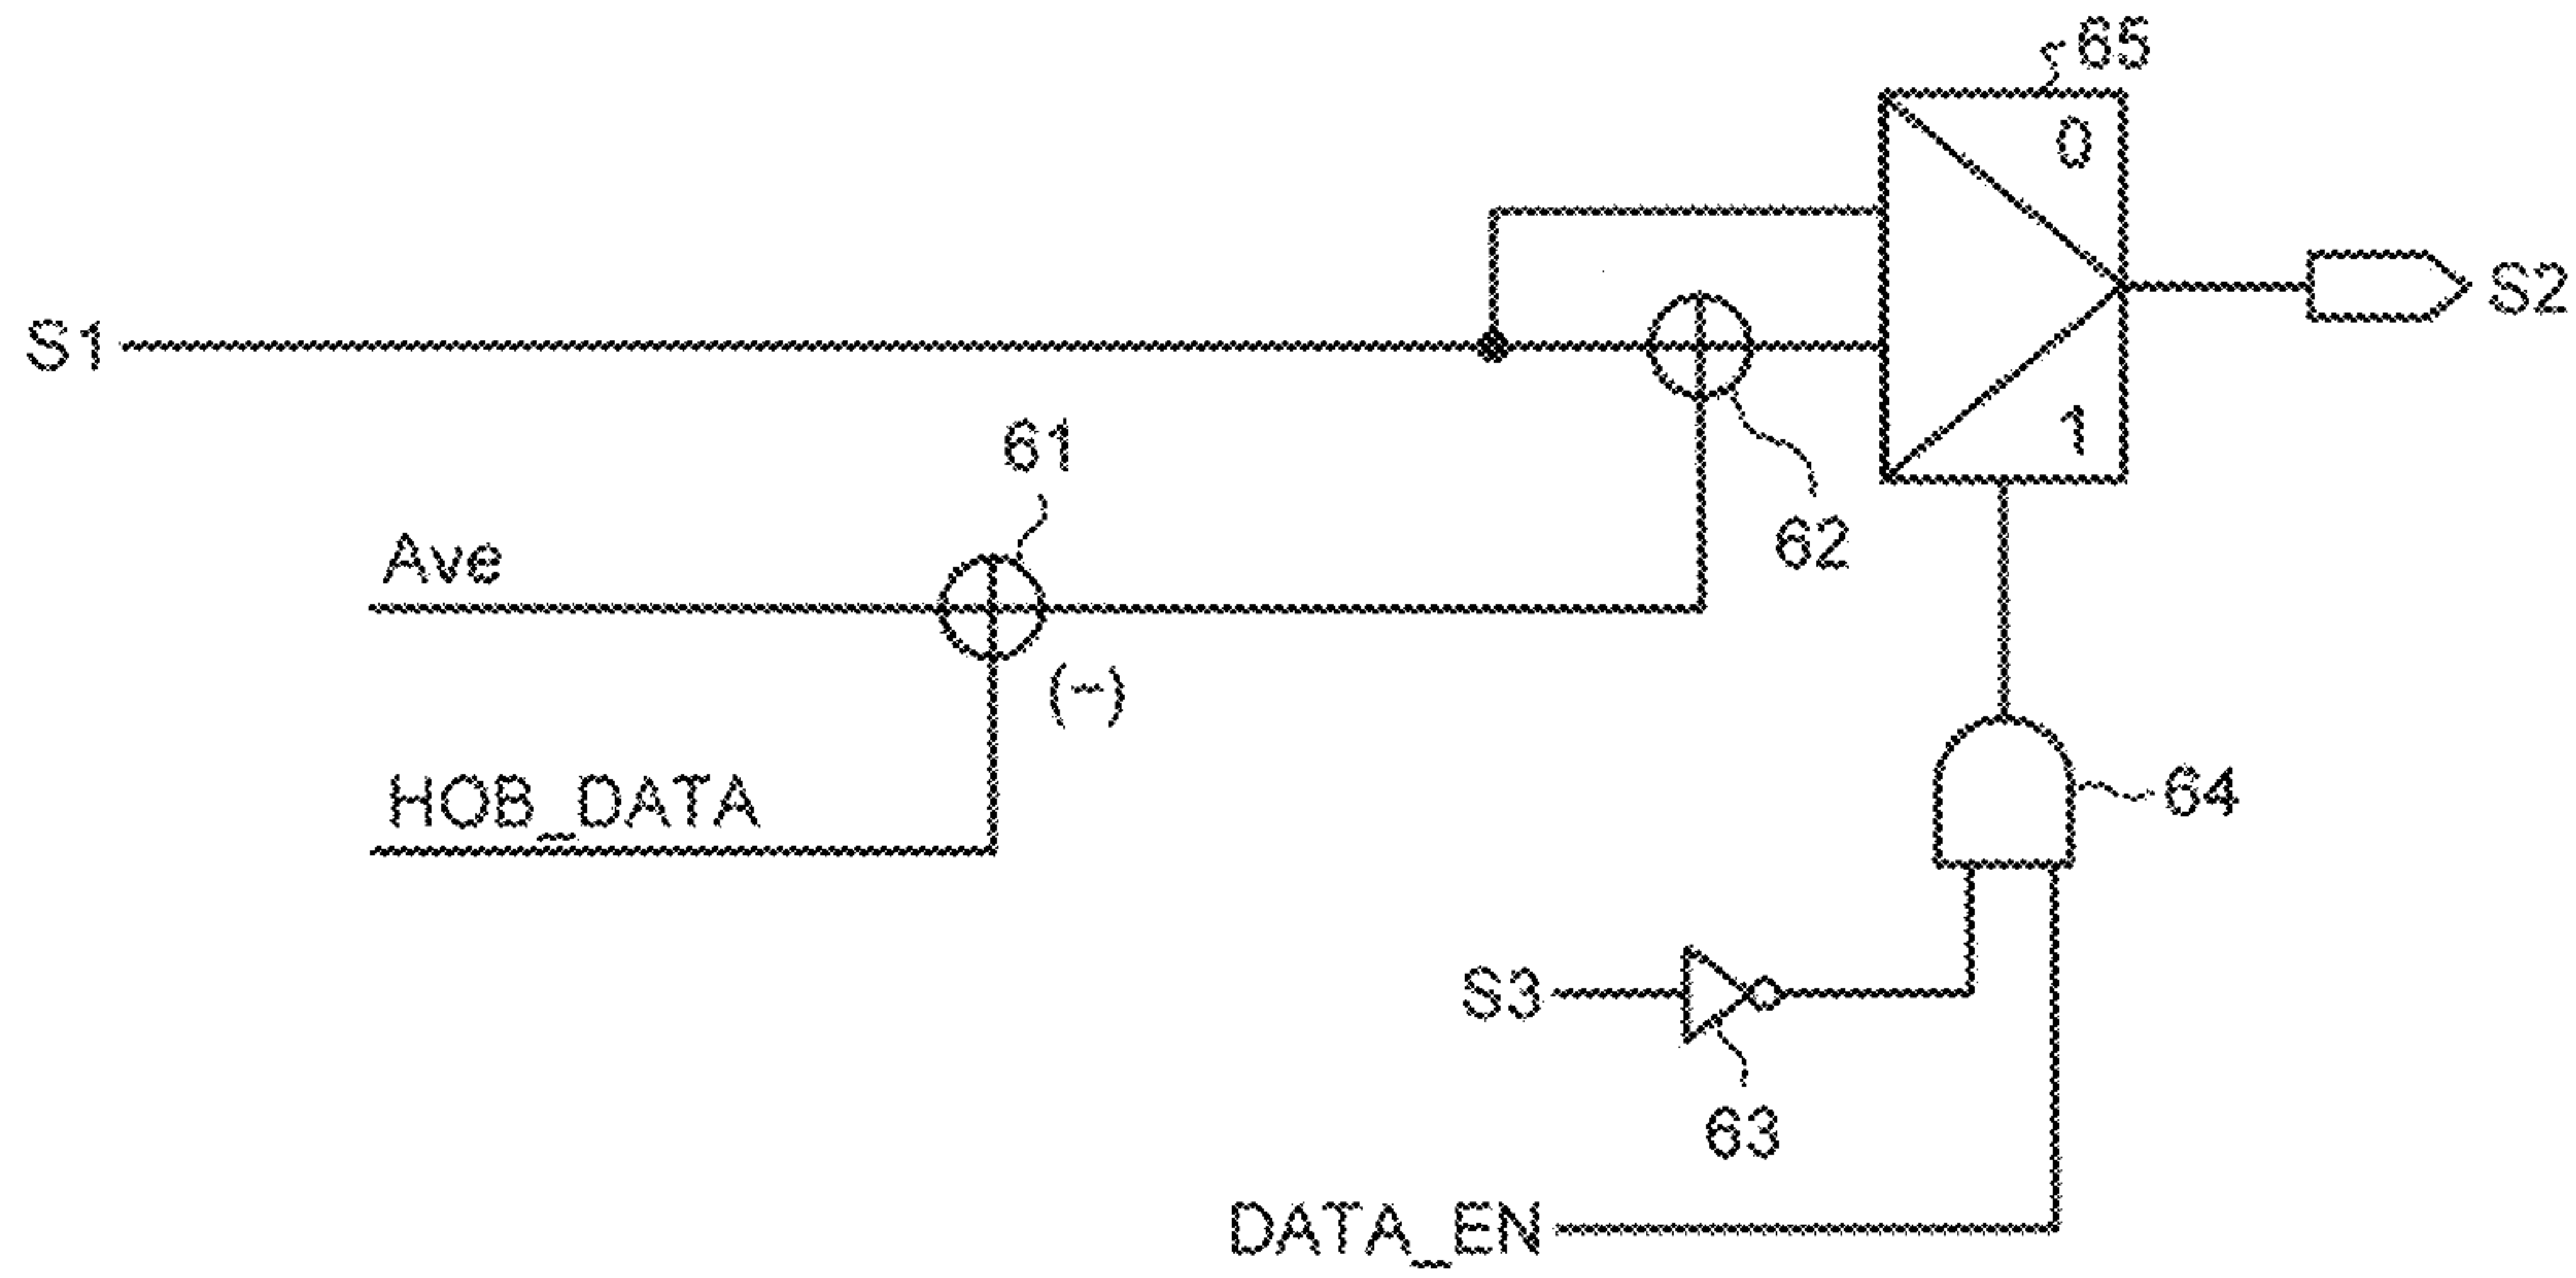 65
0
S1
S2
61
1
Ave
62
(-)
HOB_DATA
64
S3
63
DATA_EN